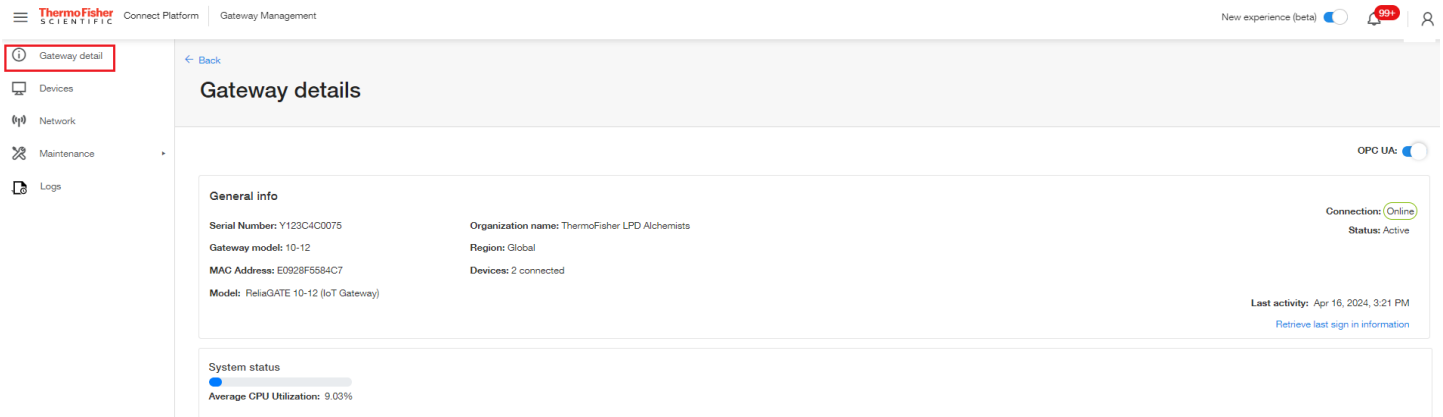 ThermoFisher SCIENTIFIC Connect Platform Gateway Management New experience (beta) 99+
Gateway detail
Devices
Network
Maintenance
Logs
← Back
Gateway details
OPC UA:
General info
Serial Number: Y123C4C0075
Gateway model: 10-12
MAC Address: E0928F5584C7
Model: ReliaGATE 10-12 (IoT Gateway)
Organization name: ThermoFisher LPD Alchemists
Region: Global
Devices: 2 connected
Connection: Online
Status: Active
Last activity: Apr 16, 2024, 3:21 PM
Retrieve last sign in information
System status
Average CPU Utilization: 9.03%